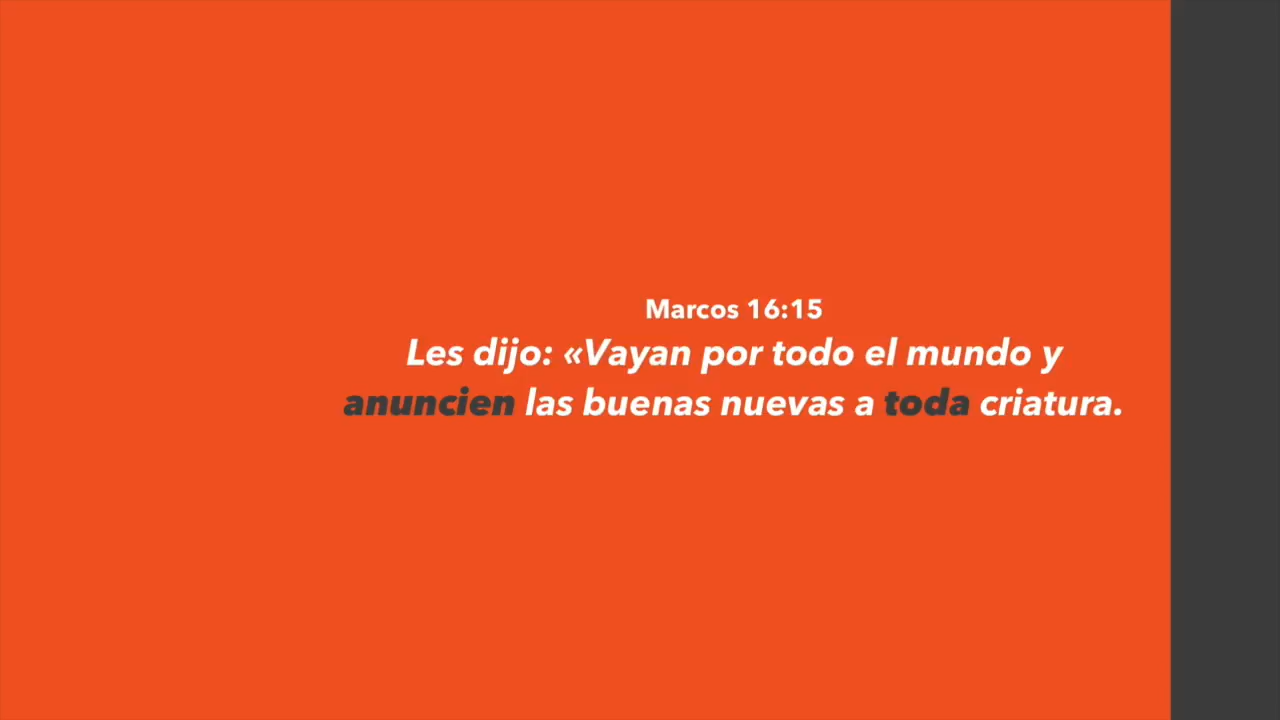 Marcos 16:15
Les dijo: «Vayan por todo el mundo y
anuncien las buenas nuevas a toda criatura.